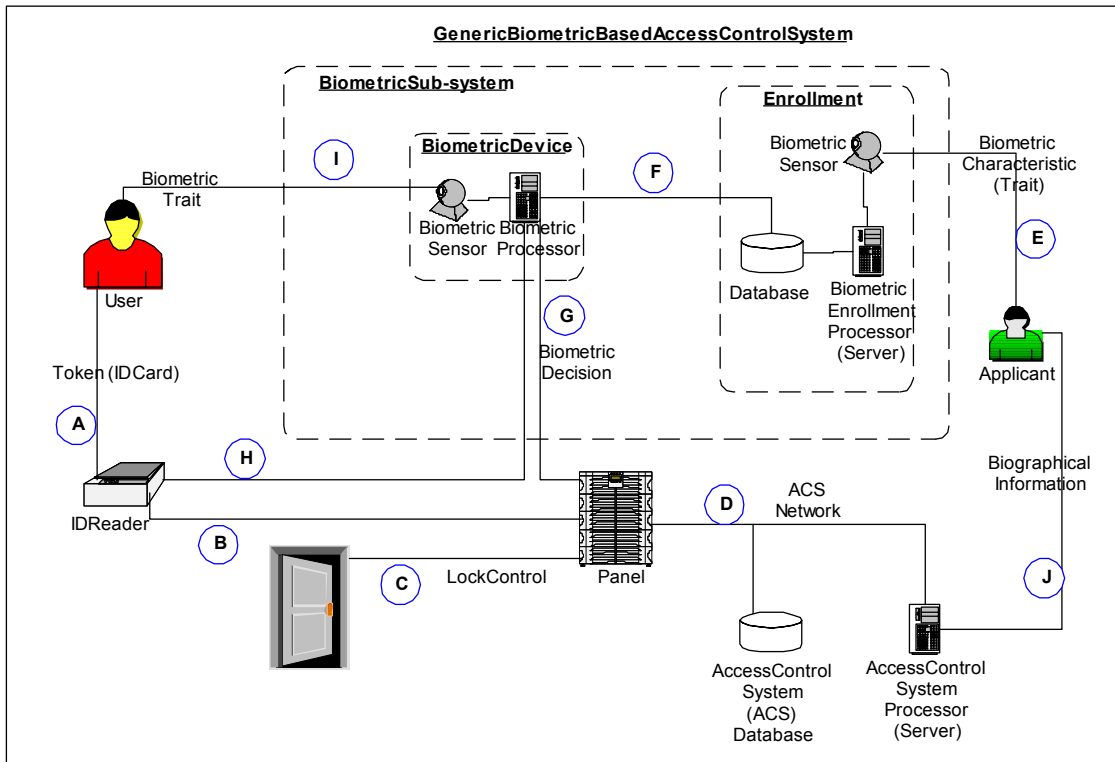 GenericBiometricBasedAccessControlSystem
BiometricSub-system
Enrollment
BiometricDevice
Biometric
Sensor
Biometric
Characteristic
(Trait)
I
F
E
Biometric
Trait
Biometric
Sensor
Biometric
Processor
User
Database
Biometric
Enrollment
Processor
(Server)
G
Biometric
Decision
Applicant
Token (IDCard)
A
H
Biographical
Information
IDReader
B
D
ACS
Network
C
LockControl
Panel
J
AccessControl
System
(ACS)
Database
AccessControl
System
Processor
(Server)